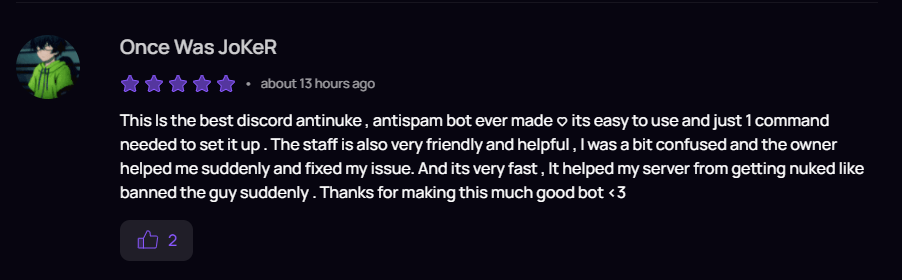 Once Was JoKeR
• about 13 hours ago
This Is the best discord antinuke , antispam bot ever made ♡ its easy to use and just 1 command
needed to set it up . The staff is also very friendly and helpful , I was a bit confused and the owner
helped me suddenly and fixed my issue. And its very fast , It helped my server from getting nuked like
banned the guy suddenly . Thanks for making this much good bot <3
2